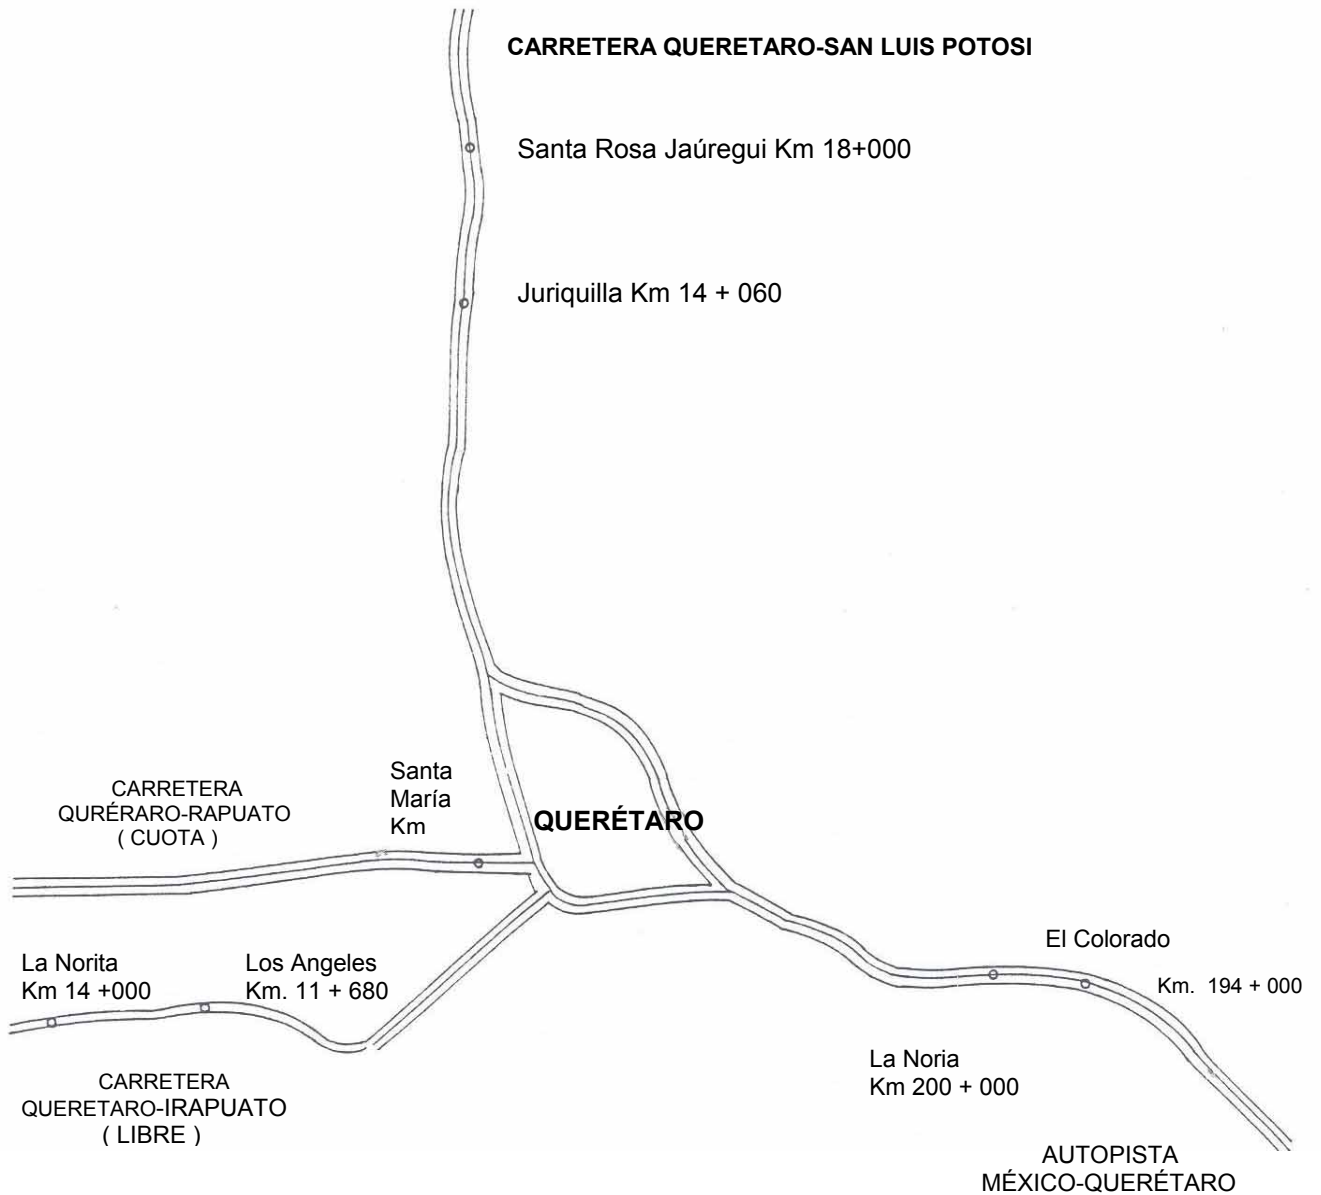 CARRETERA QUERETARO-SAN LUIS POTOSI
Santa Rosa Jaúregui Km 18+000
Juriquilla Km 14 + 060
CARRETERA
QURÉRARO-RAPUATO
( CUOTA )
Santa
María
Km
QUERÉTARO
La Norita
Km 14 +000
Los Angeles
Km. 11 + 680
El Colorado
Km. 194 + 000
La Noria
Km 200 + 000
CARRETERA
QUERETARO-IRAPUATO
( LIBRE )
AUTOPISTA
MÉXICO-QUERÉTARO